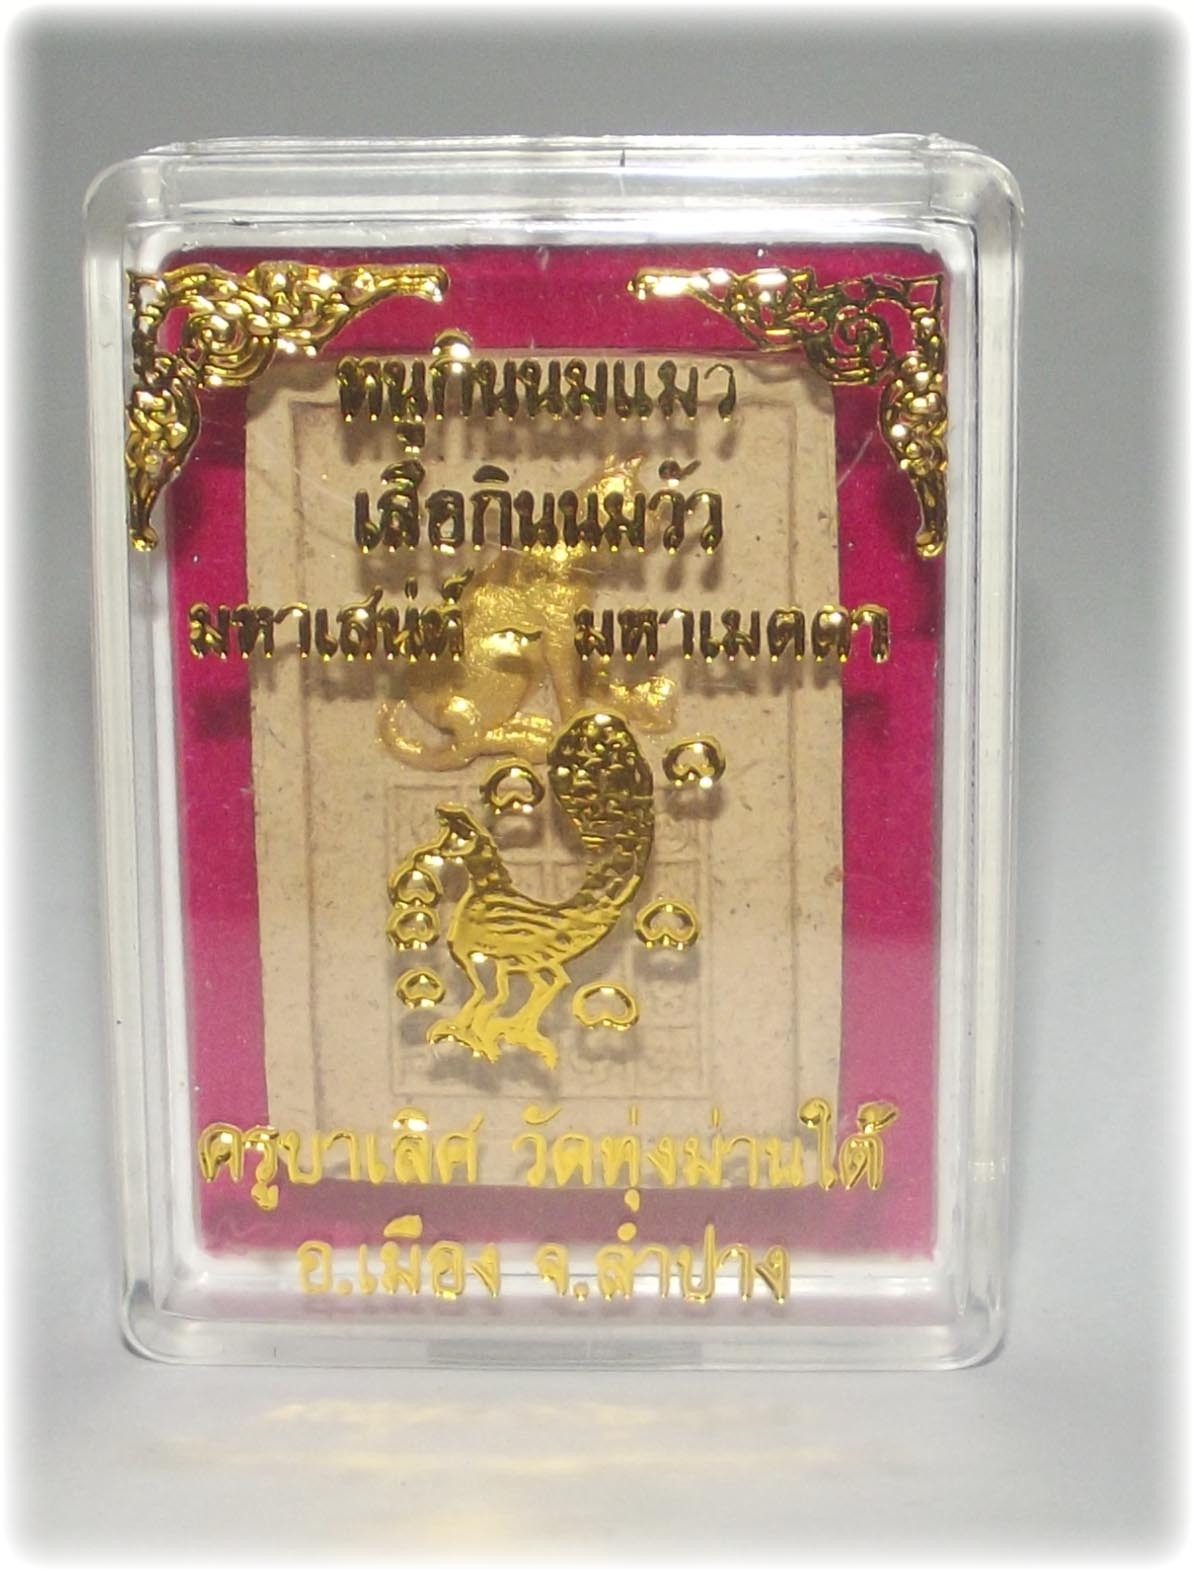 หนูกินนมแมว
เสือกินนมวัว
มหาเสน่ห์ มหาเมตตา
ครูบาเลิศ วัดทุ่งม่านใต้
อ.เมือง จ.ลำปาง